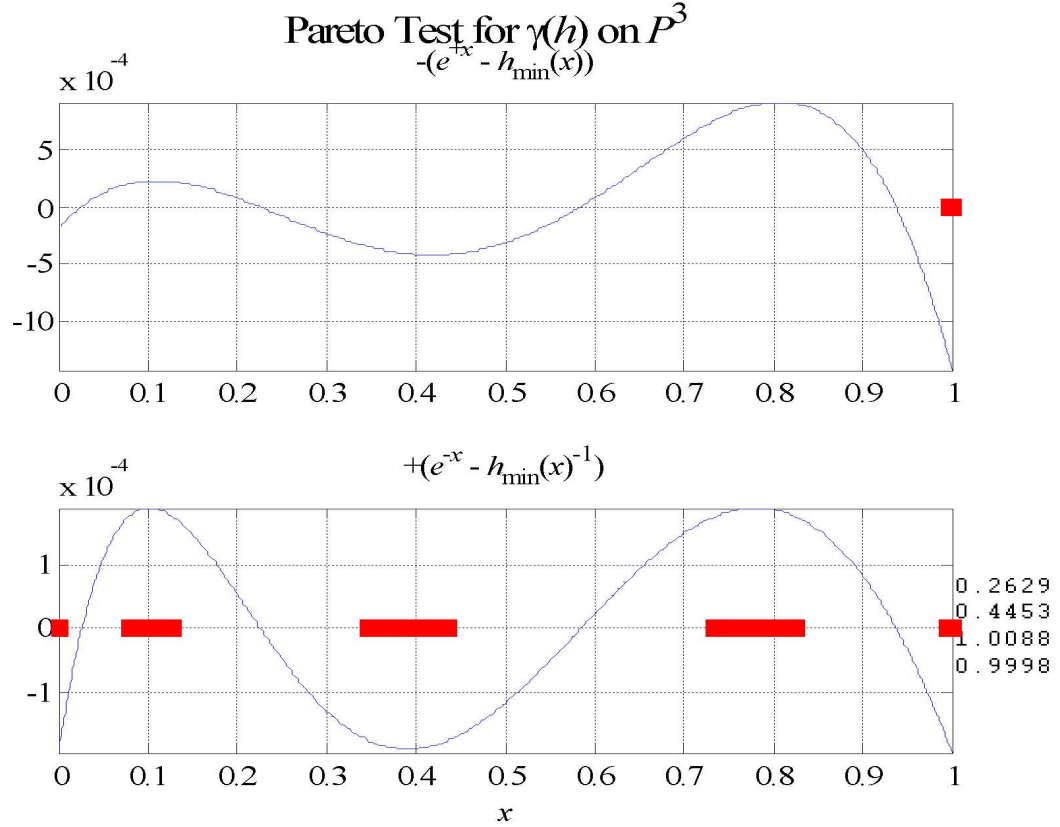 Pareto Test for γ(h) on P³
-(e⁺ˣ - h_min(x))
x 10⁻⁴
5
0
-5
-10
0 0.1 0.2 0.3 0.4 0.5 0.6 0.7 0.8 0.9 1
+(e⁻ˣ - h_min(x)⁻¹)
x 10⁻⁴
1
0
-1
0.2629
0.4453
1.0088
0.9998
0 0.1 0.2 0.3 0.4 0.5 0.6 0.7 0.8 0.9 1
x